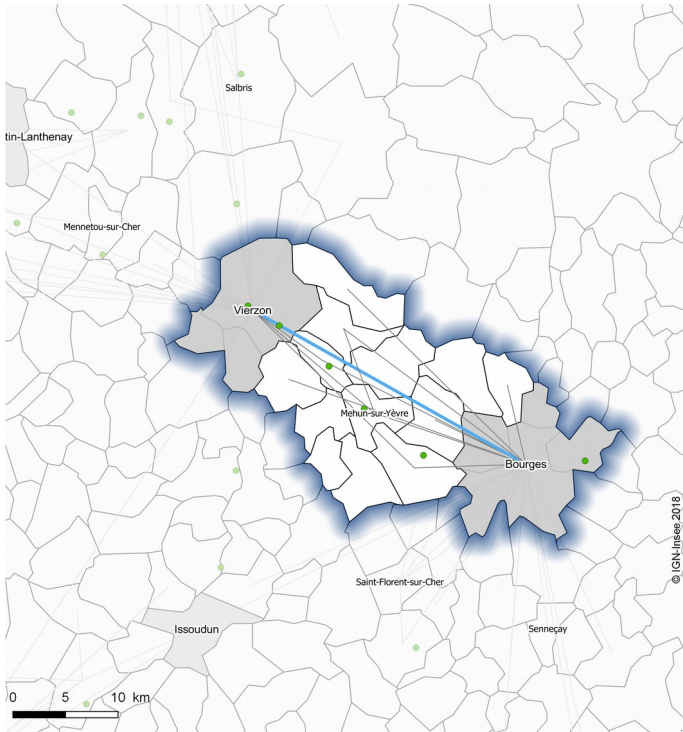 Salbris
tin-Lanthenay
Mennetou-sur-Cher
Vierzon
Mehun-sur-Yèvre
Bourges
© IGN-Insee 2018
Saint-Florent-sur-Cher
Issoudun
Senneçay
0 5 10 km